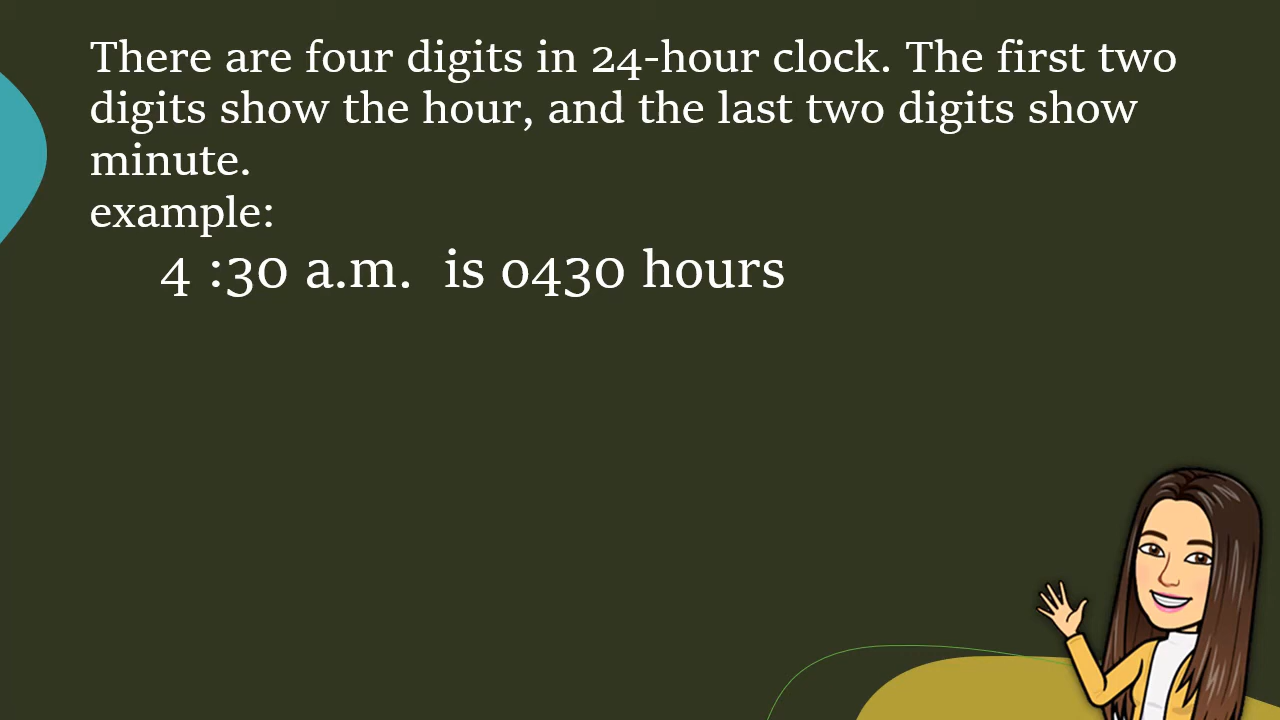 There are four digits in 24-hour clock. The first two
digits show the hour, and the last two digits show
minute.
example:
4 :30 a.m.  is 0430 hours